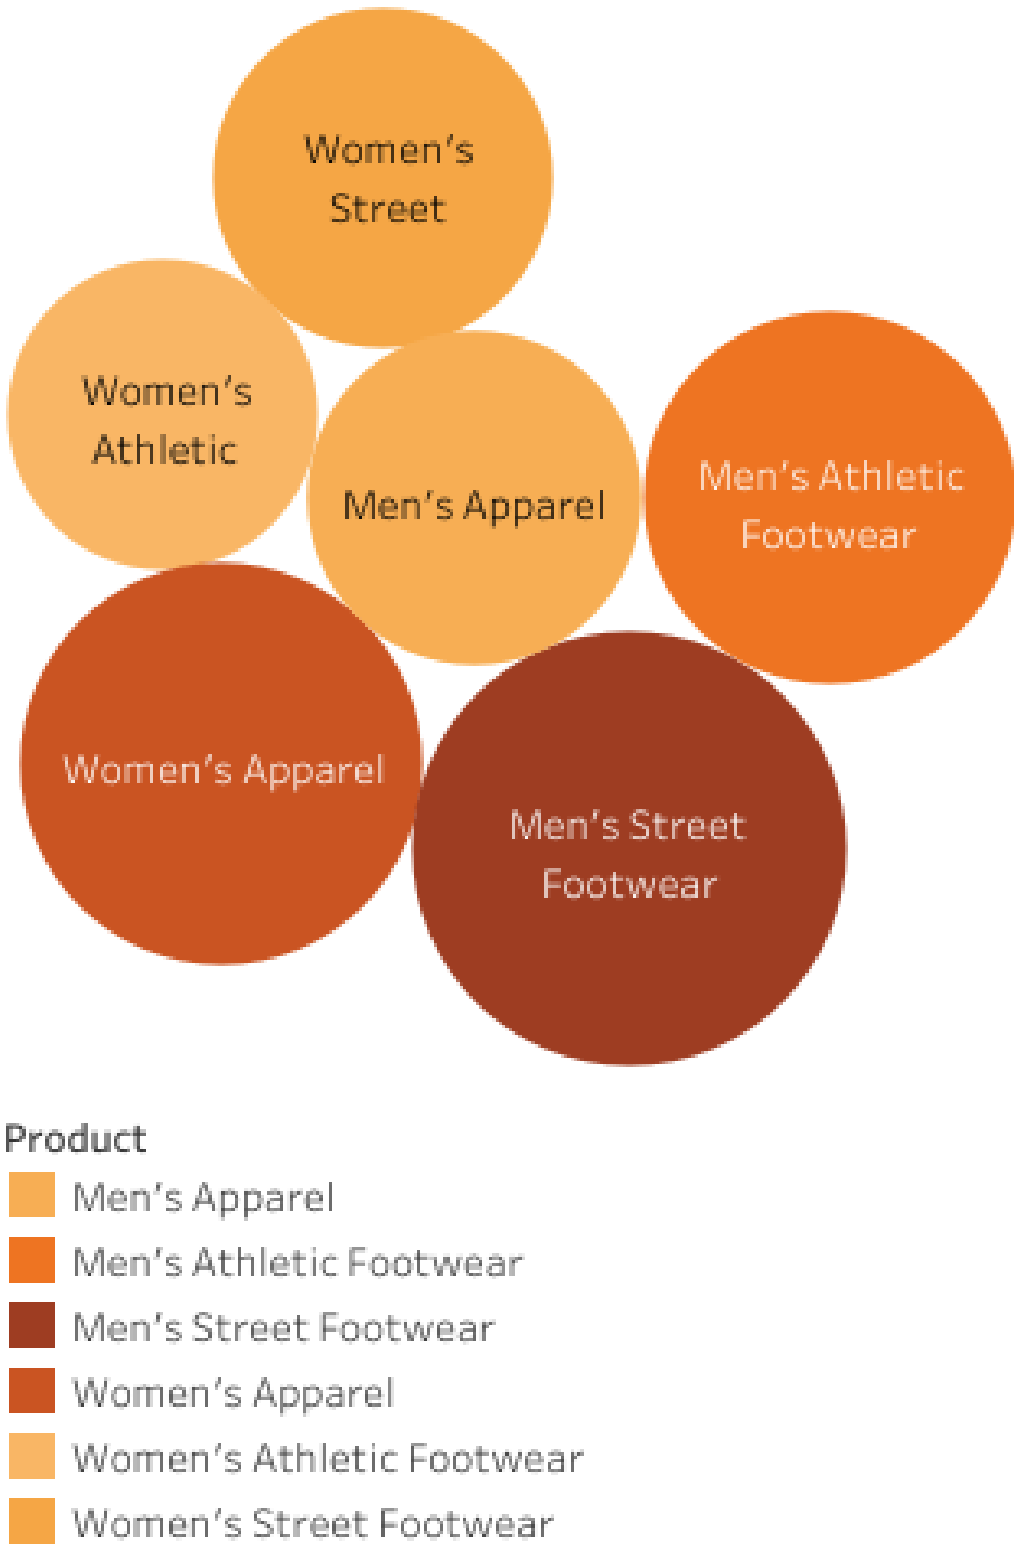 Women's
Street
Women's
Athletic
Men's Apparel
Men's Athletic
Footwear
Women's Apparel
Men's Street
Footwear
Product
Men's Apparel
Men's Athletic Footwear
Men's Street Footwear
Women's Apparel
Women's Athletic Footwear
Women's Street Footwear